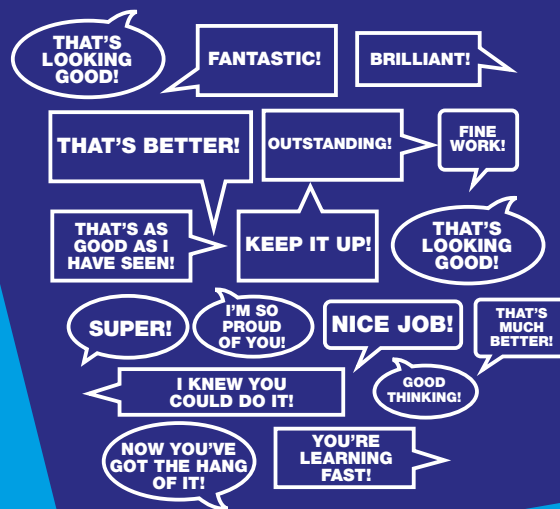 THAT'S
LOOKING
GOOD!
FANTASTIC!
BRILLIANT!
THAT'S BETTER!
OUTSTANDING!
FINE
WORK!
THAT'S AS
GOOD AS I
HAVE SEEN!
KEEP IT UP!
THAT'S
LOOKING
GOOD!
SUPER!
I'M SO
PROUD
OF YOU!
NICE JOB!
THAT'S
MUCH
BETTER!
I KNEW YOU
COULD DO IT!
GOOD
THINKING!
NOW YOU'VE
GOT THE HANG
OF IT!
YOU'RE
LEARNING
FAST!